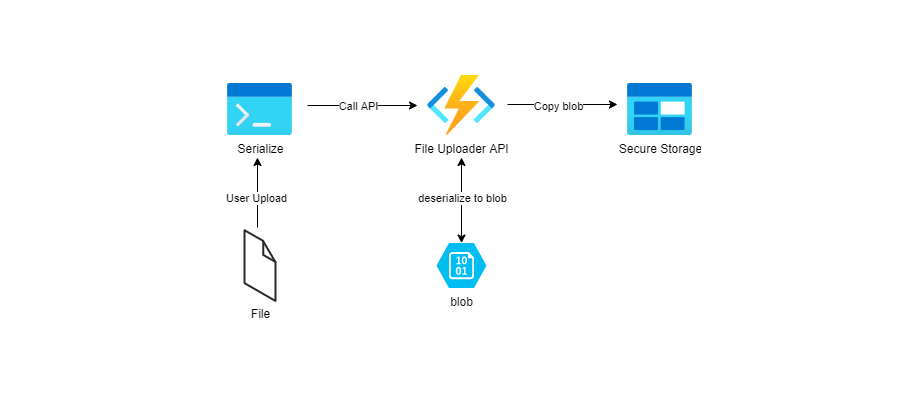 Call API
Copy blob
Serialize
File Uploader API
Secure Storage
User Upload
deserialize to blob
10
01
blob
File